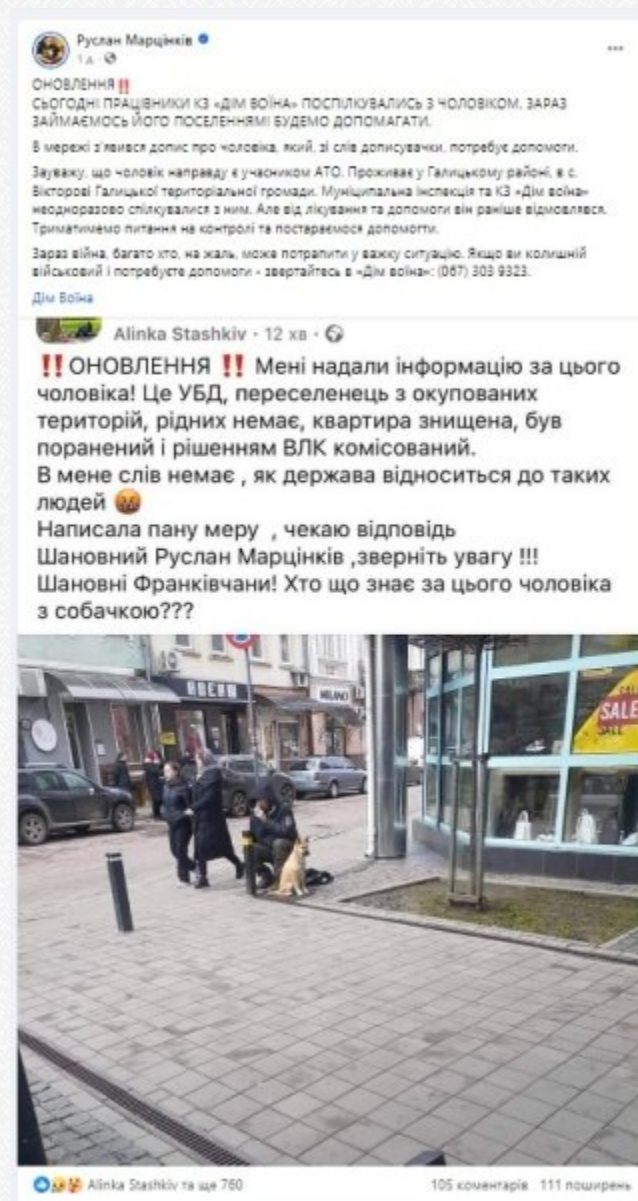 Руслан Марцінків
1 д.
ОНОВЛЕННЯ‼️
СЬОГОДНІ ПРАЦІВНИКИ КЗ «ДІМ ВОЇНА» ПОСПІЛКУВАЛИСЬ З ЧОЛОВІКОМ. ЗАРАЗ
ЗАЙМАЄМОСЬ ЙОГО ПОСЕЛЕННЯМІ БУДЕМО ДОПОМАГАТИ.
В мережі з'явився допис про чоловіка, який, зі слів дописувачки, потребує допомоги.
Зауважу, що чоловік направду є учасником АТО. Проживає у Галицькому районі, в с.
Вікторові Галицької територіальної громади. Муніципальна інспекція та КЗ «Дім воїна»
неодноразово спілкувалися з ним. Але від лікування та допомоги він раніше відмовлявся.
Триматимемо питання на контролі та постараємося допомогти.
Зараз війна, багато хто, на жаль, може потрапити у важку ситуацію. Якщо ви колишній
військовий і потребуєте допомоги - звертайтесь в «Дім воїна»: (067) 303 9323.
Дім Воїна
Alinka Stashkiv · 12 хв ·
‼️ОНОВЛЕННЯ ‼️ Мені надали інформацію за цього
чоловіка! Це УБД, переселенець з окупованих
територій, рідних немає, квартира знищена, був
поранений і рішенням ВЛК комісований.
В мене слів немає , як держава відноситься до таких
людей 🤬
Написала пану меру , чекаю відповідь
Шановний Руслан Марцінків ,зверніть увагу !!!
Шановні Франківчани! Хто що знає за цього чоловіка
з собачкою???
MILANO
SALE
Alinka Stashkiv та ще 760
105 коментарів 111 поширень